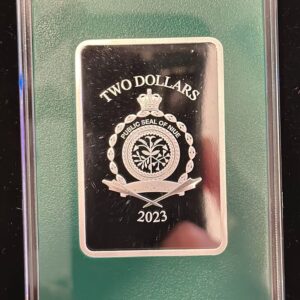 TWO DOLLARS
PUBLIC SEAL OF NIUE
2023